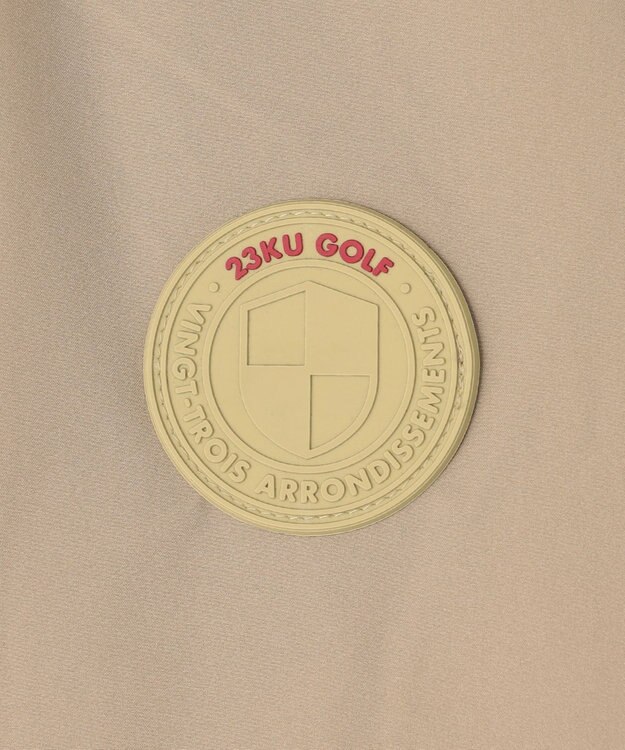 23KU GOLF
VINGT-TROIS ARRONDISSEMENTS